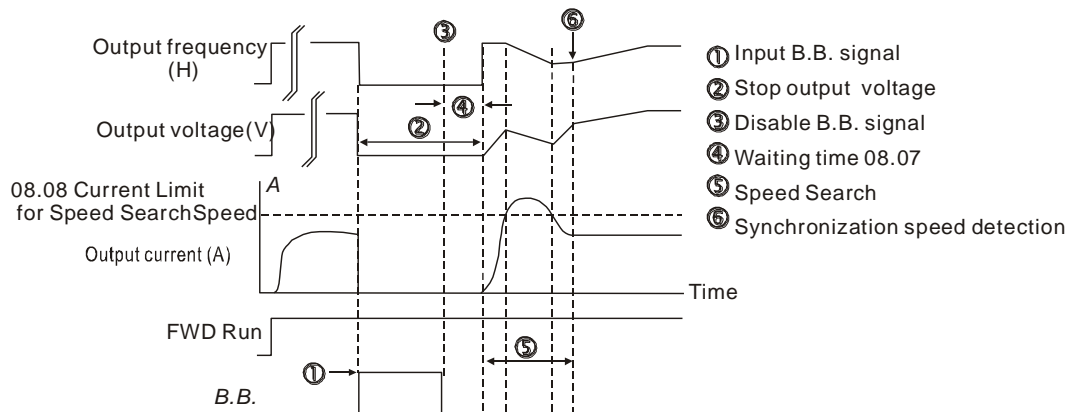 ③
⑥
Output frequency
(H)
④
Output voltage(V)
②
08.08 Current Limit
for Speed SearchSpeed
A
Output current (A)
Time
FWD Run
⑤
①
B.B.
① Input B.B. signal
② Stop output voltage
③ Disable B.B. signal
④ Waiting time 08.07
⑤ Speed Search
⑥ Synchronization speed detection